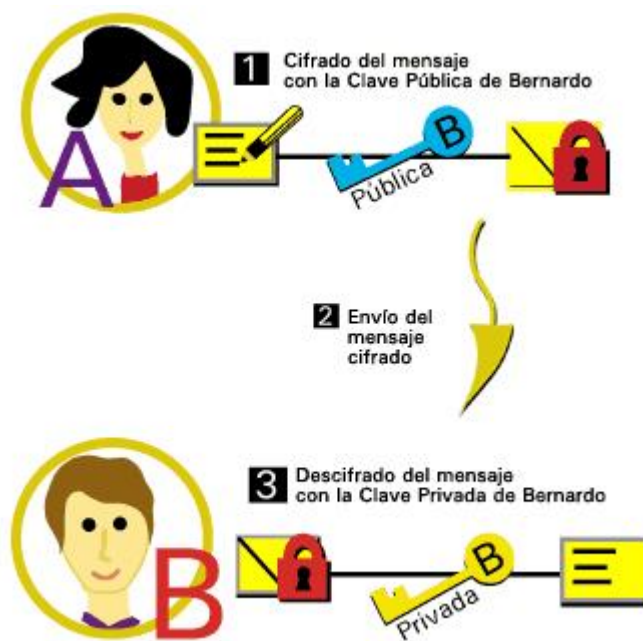 1 Cifrado del mensaje
con la Clave Pública de Bernardo
A
B
Pública
2 Envío del
mensaje
cifrado
3 Descifrado del mensaje
con la Clave Privada de Bernardo
B
B
Privada